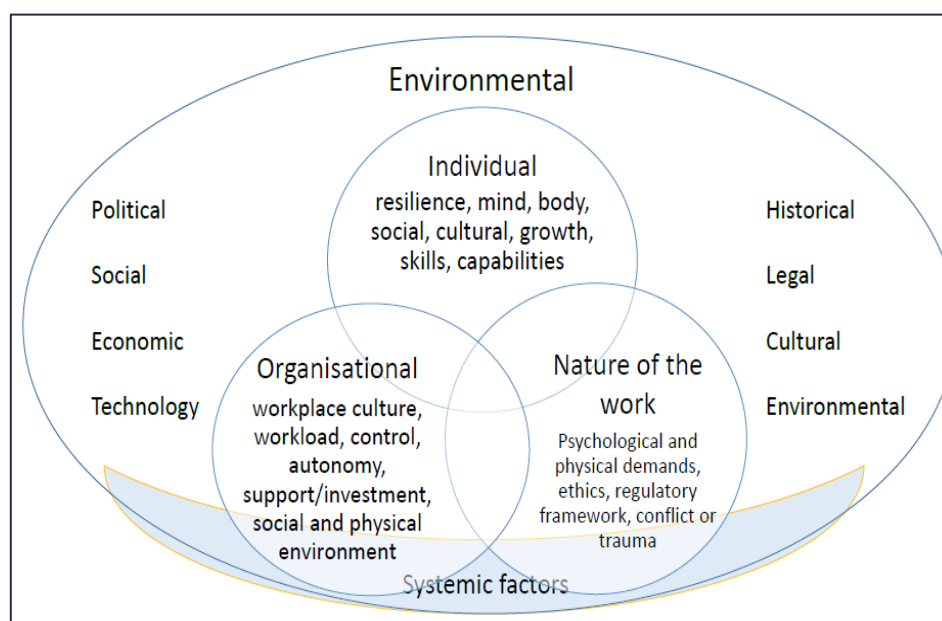 Environmental
Individual
resilience, mind, body,
social, cultural, growth,
skills, capabilities
Political
Social
Economic
Technology
Historical
Legal
Cultural
Environmental
Organisational
workplace culture,
workload, control,
autonomy,
support/investment,
social and physical
environment
Nature of the
work
Psychological and
physical demands,
ethics, regulatory
framework, conflict or
trauma
Systemic factors